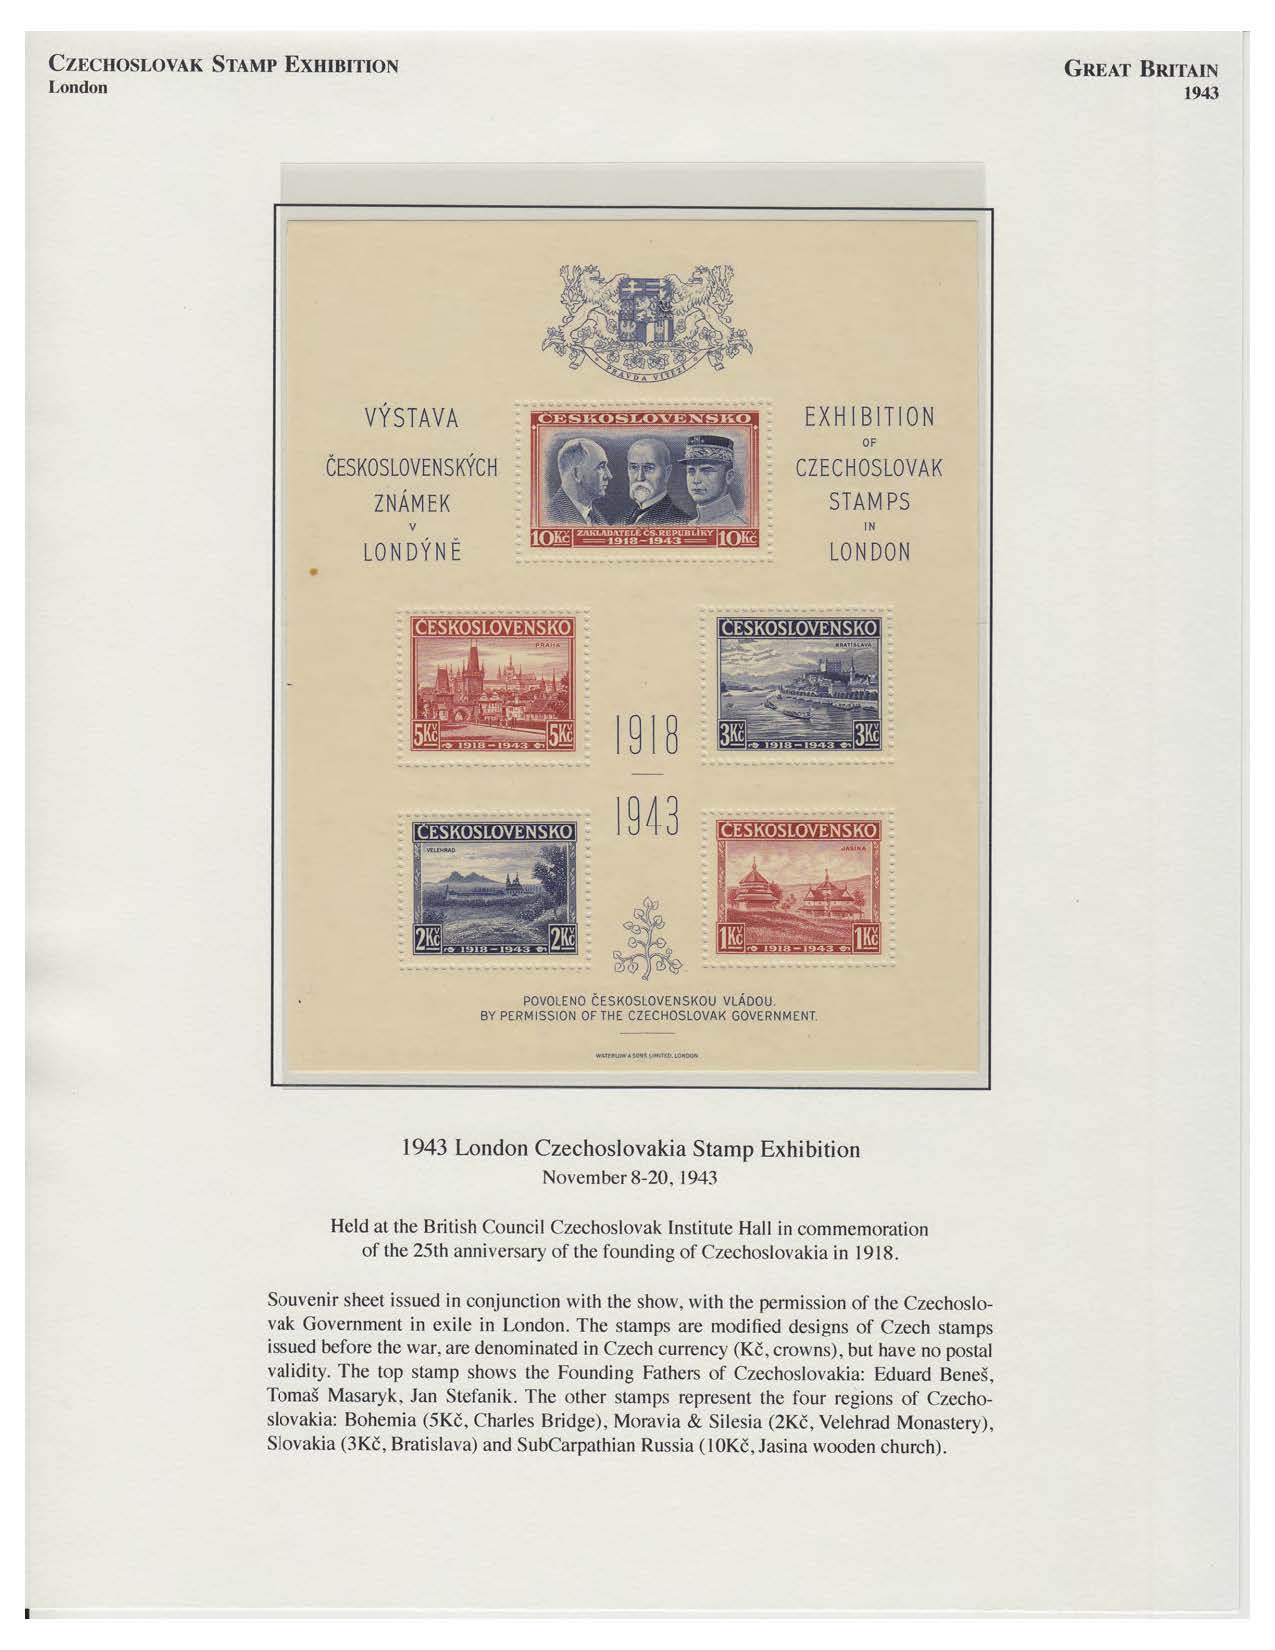 CZECHOSLOVAK STAMP EXHIBITION
London
GREAT BRITAIN
1943
PRAVDA VÍTĚZÍ
VÝSTAVA
ČESKOSLOVENSKÝCH
ZNÁMEK
V
LONDÝNĚ
ČESKOSLOVENSKO
10Kč ZAKLADATELÉ ČS. REPUBLIKY 10Kč
1918-1943
EXHIBITION
OF
CZECHOSLOVAK
STAMPS
IN
LONDON
ČESKOSLOVENSKO
PRAHA
5Kč 1918-1943 5Kč
ČESKOSLOVENSKO
BRATISLAVA
3Kč 1918-1943 3Kč
1918
—
1943
ČESKOSLOVENSKO
VELEHRAD
2Kč 1918-1943 2Kč
ČESKOSLOVENSKO
JASIŇA
1Kč 1918-1943 1Kč
POVOLENO ČESKOSLOVENSKOU VLÁDOU.
BY PERMISSION OF THE CZECHOSLOVAK GOVERNMENT.
WATERLOW & SONS LIMITED, LONDON
1943 London Czechoslovakia Stamp Exhibition
November 8-20, 1943
Held at the British Council Czechoslovak Institute Hall in commemoration
of the 25th anniversary of the founding of Czechoslovakia in 1918.
Souvenir sheet issued in conjunction with the show, with the permission of the Czechoslo-
vak Government in exile in London. The stamps are modified designs of Czech stamps
issued before the war, are denominated in Czech currency (Kč, crowns), but have no postal
validity. The top stamp shows the Founding Fathers of Czechoslovakia: Eduard Beneš,
Tomaš Masaryk, Jan Stefanik. The other stamps represent the four regions of Czecho-
slovakia: Bohemia (5Kč, Charles Bridge), Moravia & Silesia (2Kč, Velehrad Monastery),
Slovakia (3Kč, Bratislava) and SubCarpathian Russia (10Kč, Jasina wooden church).